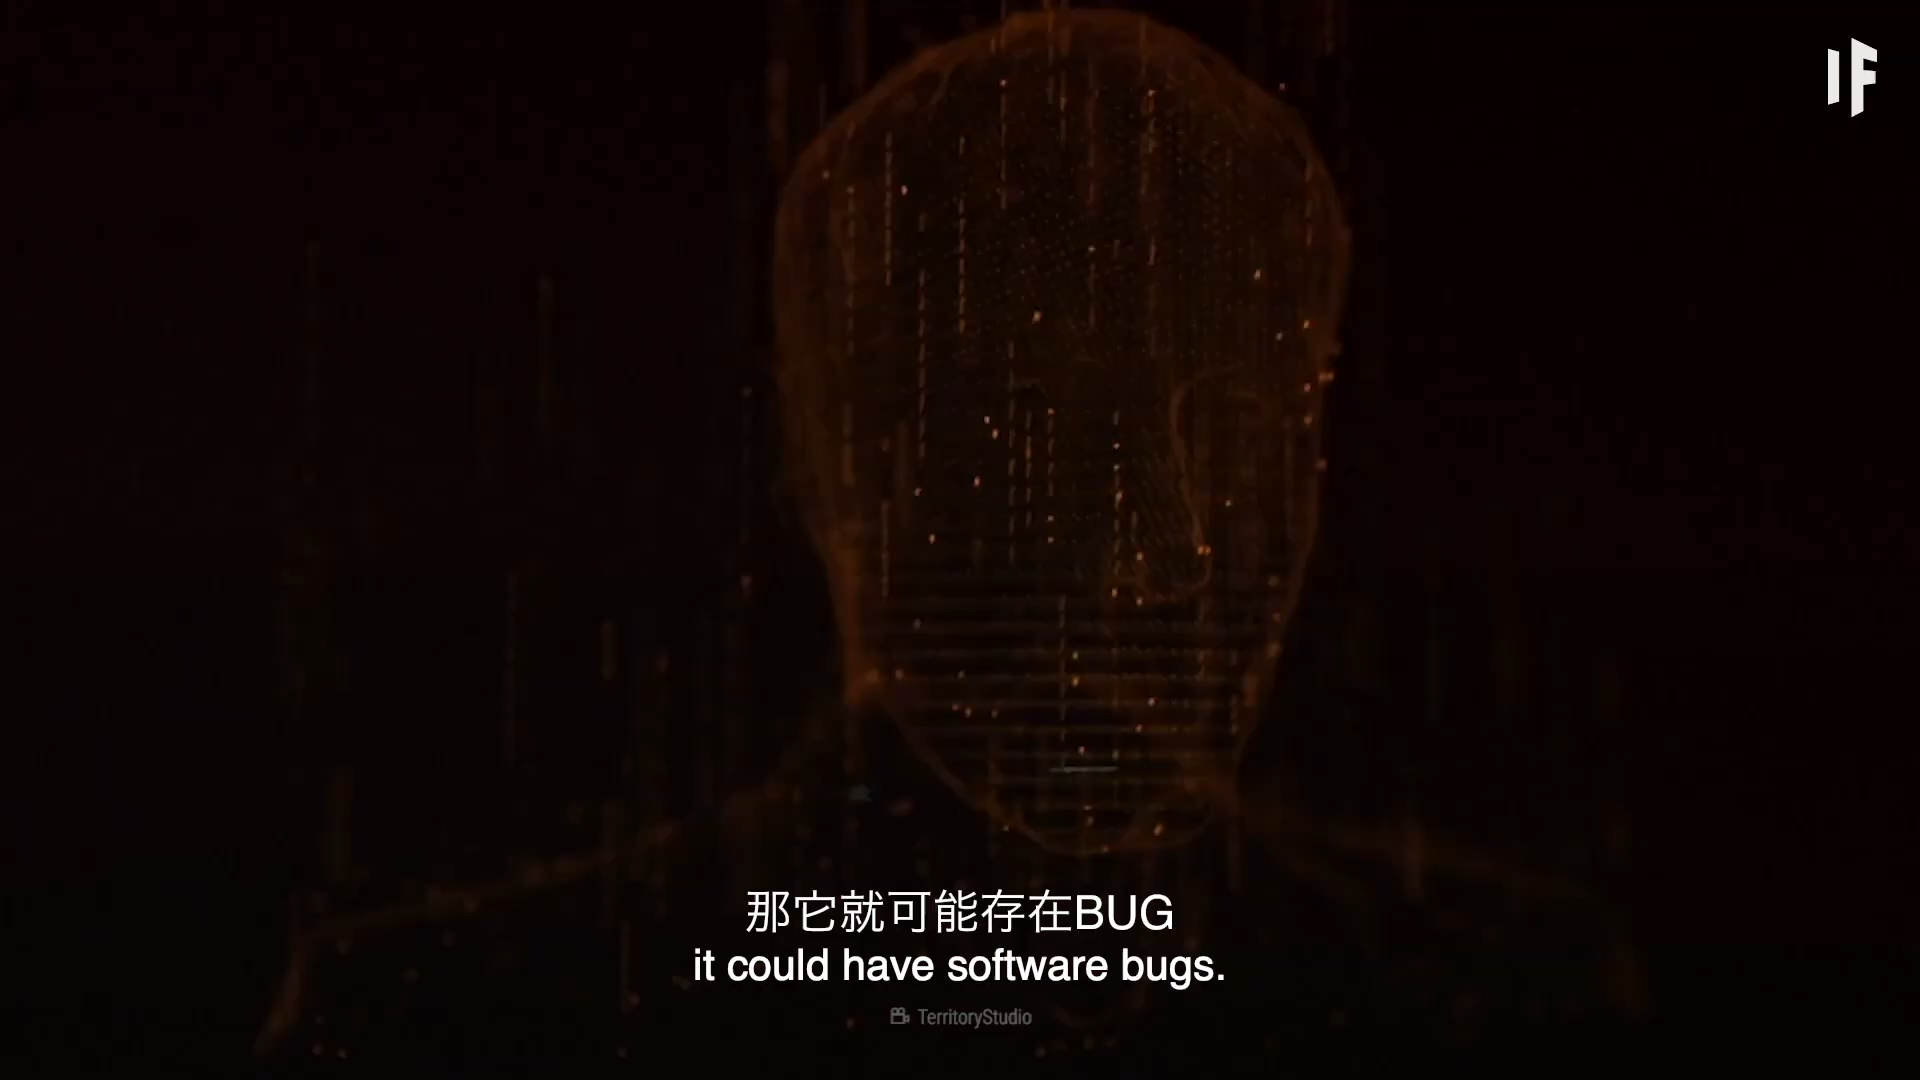 IF
那它就可能存在BUG
it could have software bugs.
TerritoryStudio